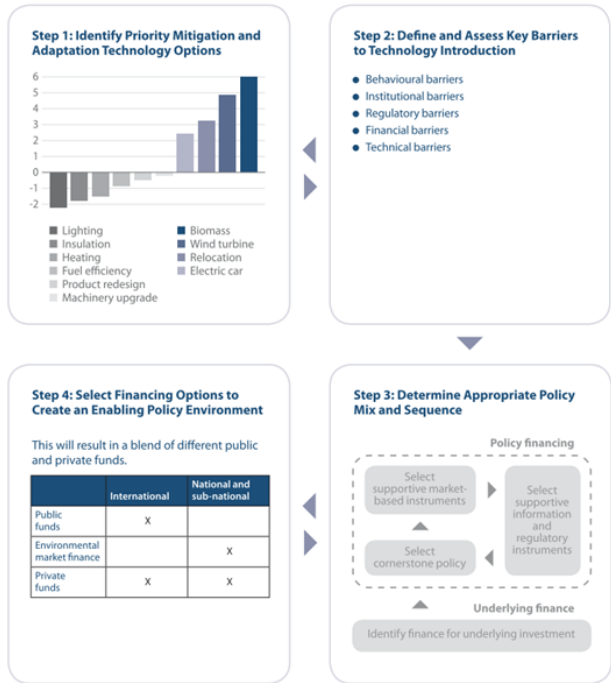 Step 1: Identify Priority Mitigation and
Adaptation Technology Options
6
5
4
3
2
1
0
-1
-2
Lighting
Insulation
Heating
Fuel efficiency
Product redesign
Machinery upgrade
Biomass
Wind turbine
Relocation
Electric car
Step 2: Define and Assess Key Barriers
to Technology Introduction
• Behavioural barriers
• Institutional barriers
• Regulatory barriers
• Financial barriers
• Technical barriers
Step 4: Select Financing Options to
Create an Enabling Policy Environment
This will result in a blend of different public
and private funds.
International
National and
sub-national
Public
funds
X
Environmental
market finance
X
Private
funds
X
X
Step 3: Determine Appropriate Policy
Mix and Sequence
Policy financing
Select
supportive market-
based instruments
Select
supportive
information
and
regulatory
instruments
Select
cornerstone policy
Underlying finance
Identify finance for underlying investment